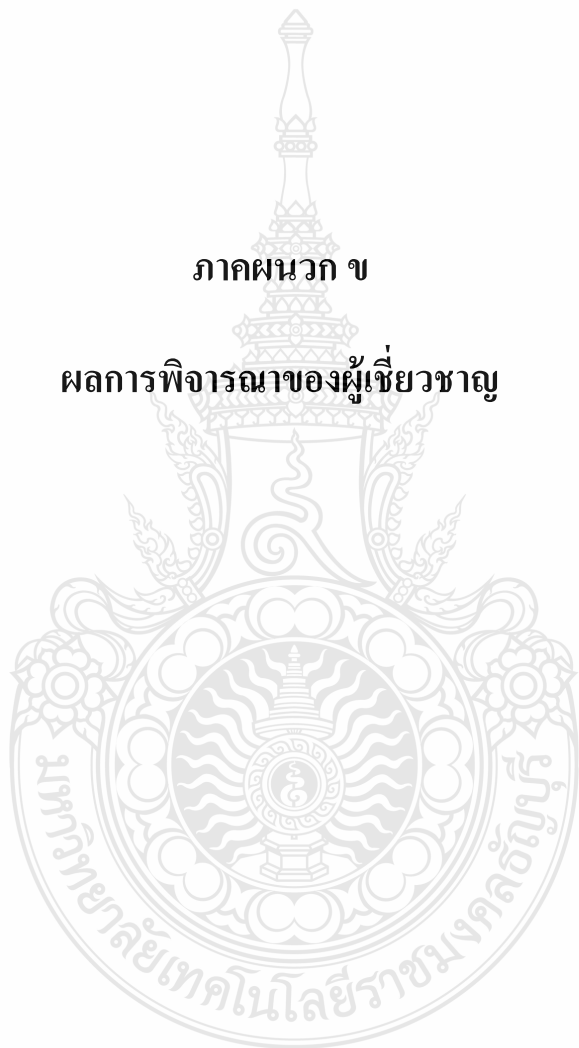 ภาคผนวก ข
ผลการพิจารณาของผู้เชี่ยวชาญ
มหาวิทยาลัยเทคโนโลยีราชมงคลธัญบุรี